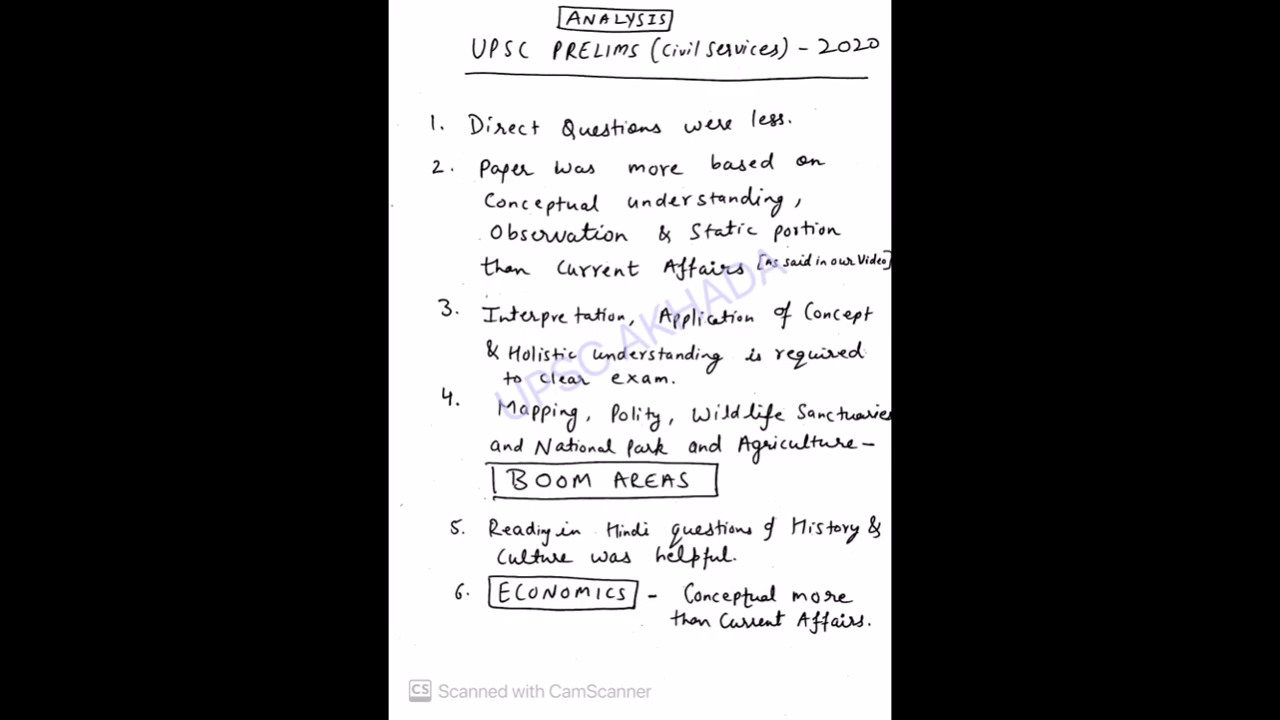 ANALYSIS
UPSC PRELIMS (Civil Services) - 2020
1. Direct Questions were less.
2. Paper was more based on
Conceptual understanding,
Observation & Static portion
than Current Affairs [As said in our Video]
3. Interpretation, Application of Concept
& Holistic understanding is required
to clear exam.
4. Mapping, Polity, Wildlife Sanctuaries
and National Park and Agriculture -
BOOM AREAS
5. Reading in Hindi questions of History &
Culture was helpful.
6. ECONOMICS - Conceptual more
than Current Affairs.
UPSC AKHADA
CS Scanned with CamScanner